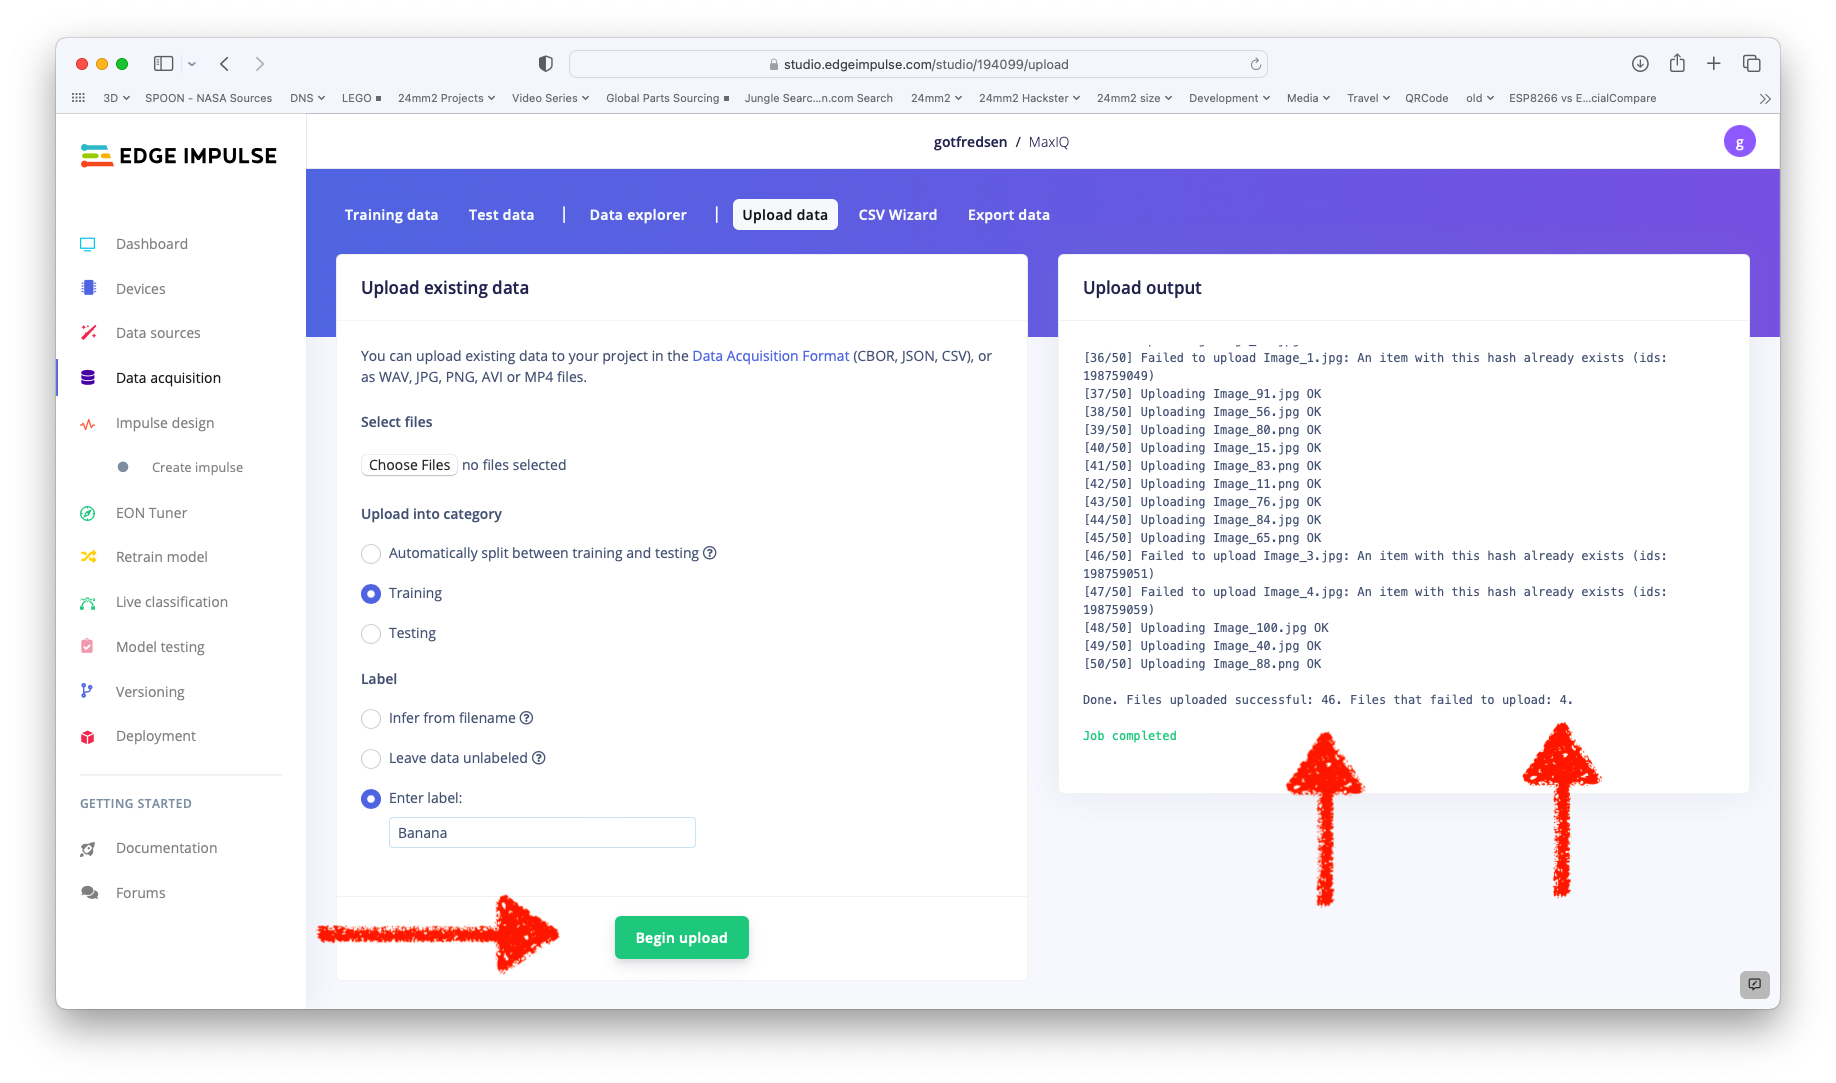 studio.edgeimpulse.com/studio/194099/upload
3D SPOON - NASA Sources DNS LEGO 24mm2 Projects Video Series Global Parts Sourcing Jungle Searc...n.com Search 24mm2 24mm2 Hackster 24mm2 size Development Media Travel QRCode old ESP8266 vs E...cialCompare
EDGE IMPULSE
gotfredsen / MaxIQ
g
Training data | Test data | Data explorer | Upload data CSV Wizard Export data
Dashboard
Devices
Data sources
Data acquisition
Impulse design
Create impulse
EON Tuner
Retrain model
Live classification
Model testing
Versioning
Deployment
GETTING STARTED
Documentation
Forums
Upload existing data
You can upload existing data to your project in the Data Acquisition Format (CBOR, JSON, CSV), or
as WAV, JPG, PNG, AVI or MP4 files.
Select files
Choose Files no files selected
Upload into category
Automatically split between training and testing ?
Training
Testing
Label
Infer from filename ?
Leave data unlabeled ?
Enter label:
Banana
Begin upload
Upload output
[36/50] Failed to upload Image_1.jpg: An item with this hash already exists (ids:
198759049)
[37/50] Uploading Image_91.jpg OK
[38/50] Uploading Image_56.jpg OK
[39/50] Uploading Image_80.png OK
[40/50] Uploading Image_15.jpg OK
[41/50] Uploading Image_83.png OK
[42/50] Uploading Image_11.png OK
[43/50] Uploading Image_76.jpg OK
[44/50] Uploading Image_84.jpg OK
[45/50] Uploading Image_65.png OK
[46/50] Failed to upload Image_3.jpg: An item with this hash already exists (ids:
198759051)
[47/50] Failed to upload Image_4.jpg: An item with this hash already exists (ids:
198759059)
[48/50] Uploading Image_100.jpg OK
[49/50] Uploading Image_40.jpg OK
[50/50] Uploading Image_88.png OK
Done. Files uploaded successful: 46. Files that failed to upload: 4.
Job completed